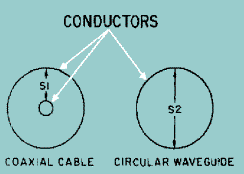 CONDUCTORS
S1
S2
COAXIAL CABLE
CIRCULAR WAVEGUIDE